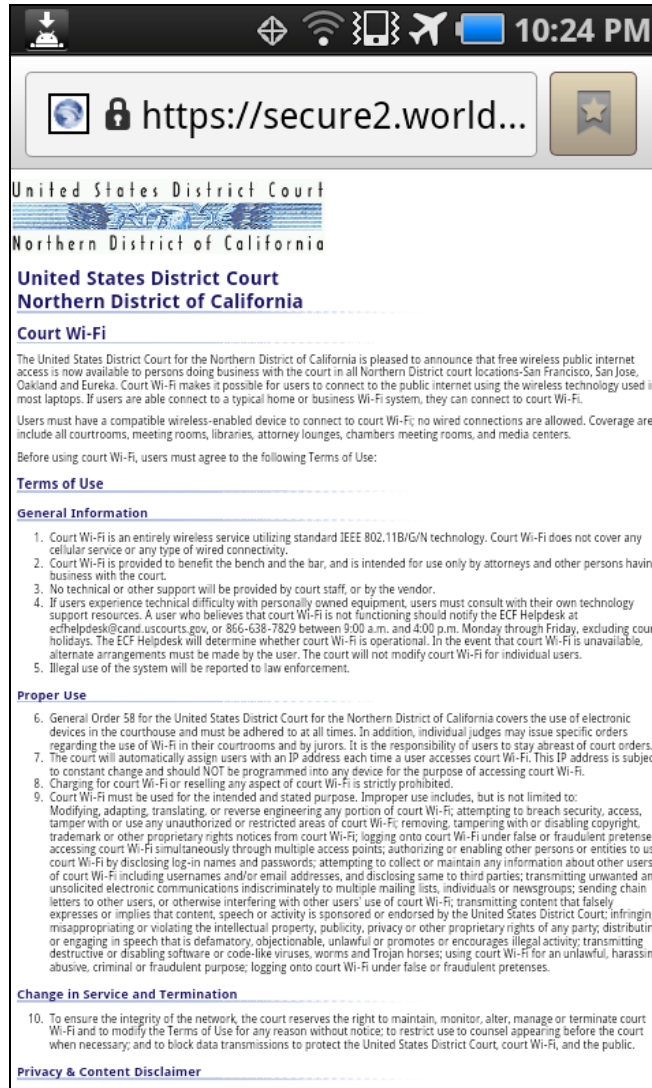 10:24 PM
https://secure2.world...
United States District Court
Northern District of California
United States District Court
Northern District of California
Court Wi-Fi
The United States District Court for the Northern District of California is pleased to announce that free wireless public internet
access is now available to persons doing business with the court in all Northern District court locations-San Francisco, San Jose,
Oakland and Eureka. Court Wi-Fi makes it possible for users to connect to the public internet using the wireless technology used i
most laptops. If users are able connect to a typical home or business Wi-Fi system, they can connect to court Wi-Fi.
Users must have a compatible wireless-enabled device to connect to court Wi-Fi; no wired connections are allowed. Coverage are
include all courtrooms, meeting rooms, libraries, attorney lounges, chambers meeting rooms, and media centers.
Before using court Wi-Fi, users must agree to the following Terms of Use:
Terms of Use
General Information
1. Court Wi-Fi is an entirely wireless service utilizing standard IEEE 802.11B/G/N technology. Court Wi-Fi does not cover any
cellular service or any type of wired connectivity.
2. Court Wi-Fi is provided to benefit the bench and the bar, and is intended for use only by attorneys and other persons havin
business with the court.
3. No technical or other support will be provided by court staff, or by the vendor.
4. If users experience technical difficulty with personally owned equipment, users must consult with their own technology
support resources. A user who believes that court Wi-Fi is not functioning should notify the ECF Helpdesk at
ecfhelpdesk@cand.uscourts.gov, or 866-638-7829 between 9:00 a.m. and 4:00 p.m. Monday through Friday, excluding cour
holidays. The ECF Helpdesk will determine whether court Wi-Fi is operational. In the event that court Wi-Fi is unavailable,
alternate arrangements must be made by the user. The court will not modify court Wi-Fi for individual users.
5. Illegal use of the system will be reported to law enforcement.
Proper Use
6. General Order 58 for the United States District Court for the Northern District of California covers the use of electronic
devices in the courthouse and must be adhered to at all times. In addition, individual judges may issue specific orders
regarding the use of Wi-Fi in their courtrooms and by jurors. It is the responsibility of users to stay abreast of court orders.
7. The court will automatically assign users with an IP address each time a user accesses court Wi-Fi. This IP address is subjec
to constant change and should NOT be programmed into any device for the purpose of accessing court Wi-Fi.
8. Charging for court Wi-Fi or reselling any aspect of court Wi-Fi is strictly prohibited.
9. Court Wi-Fi must be used for the intended and stated purpose. Improper use includes, but is not limited to:
Modifying, adapting, translating, or reverse engineering any portion of court Wi-Fi; attempting to breach security, access,
tamper with or use any unauthorized or restricted areas of court Wi-Fi; removing, tampering with or disabling copyright,
trademark or other proprietary rights notices from court Wi-Fi; logging onto court Wi-Fi under false or fraudulent pretense
accessing court Wi-Fi simultaneously through multiple access points; authorizing or enabling other persons or entities to us
court Wi-Fi by disclosing log-in names and passwords; attempting to collect or maintain any information about other users
of court Wi-Fi including usernames and/or email addresses, and disclosing same to third parties; transmitting unwanted an
unsolicited electronic communications indiscriminately to multiple mailing lists, individuals or newsgroups; sending chain
letters to other users, or otherwise interfering with other users' use of court Wi-Fi; transmitting content that falsely
expresses or implies that content, speech or activity is sponsored or endorsed by the United States District Court; infringin
misappropriating or violating the intellectual property, publicity, privacy or other proprietary rights of any party; distributin
or engaging in speech that is defamatory, objectionable, unlawful or promotes or encourages illegal activity; transmitting
destructive or disabling software or code-like viruses, worms and Trojan horses; using court Wi-Fi for an unlawful, harassin
abusive, criminal or fraudulent purpose; logging onto court Wi-Fi under false or fraudulent pretenses.
Change in Service and Termination
10. To ensure the integrity of the network, the court reserves the right to maintain, monitor, alter, manage or terminate court
Wi-Fi and to modify the Terms of Use for any reason without notice; to restrict use to counsel appearing before the court
when necessary; and to block data transmissions to protect the United States District Court, court Wi-Fi, and the public.
Privacy & Content Disclaimer